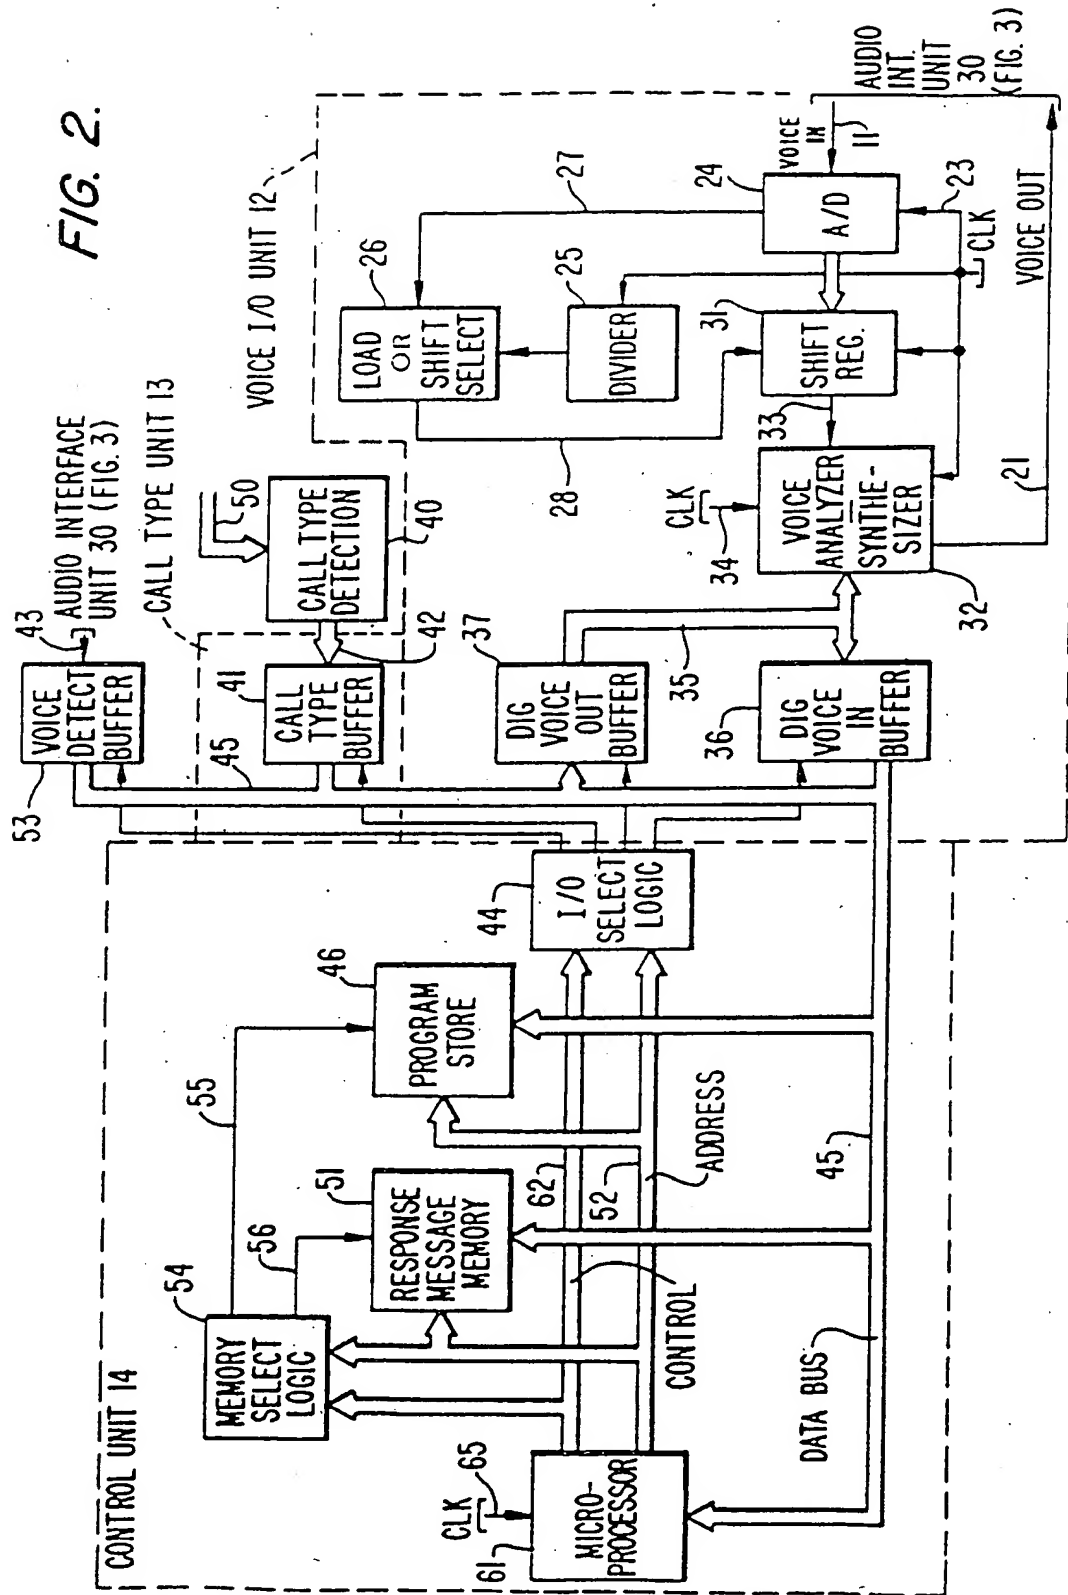 FIG. 2.
CONTROL UNIT 14
54
MEMORY
SELECT
LOGIC
55
56
51
RESPONSE
MESSAGE
MEMORY
46
PROGRAM
STORE
CLK
65
61
MICRO-
PROCESSOR
62
52
CONTROL
ADDRESS
DATA BUS
45
44
I/O
SELECT
LOGIC
53
VOICE
DETECT
BUFFER
43
AUDIO INTERFACE
UNIT 30 (FIG. 3)
CALL TYPE UNIT 13
45
41
CALL
TYPE
BUFFER
42
CALL TYPE
DETECTION
50
40
VOICE I/O UNIT 12
37
DIG
VOICE
OUT
BUFFER
35
36
DIG
VOICE
IN
BUFFER
CLK
34
VOICE
ANALYZER
SYNTHE-
SIZER
32
33
31
SHIFT
REG.
28
26
LOAD
OR
SHIFT
SELECT
25
DIVIDER
27
24
A/D
VOICE
IN
11
23
CLK
21
VOICE OUT
AUDIO
INT.
UNIT
30
(FIG. 3)